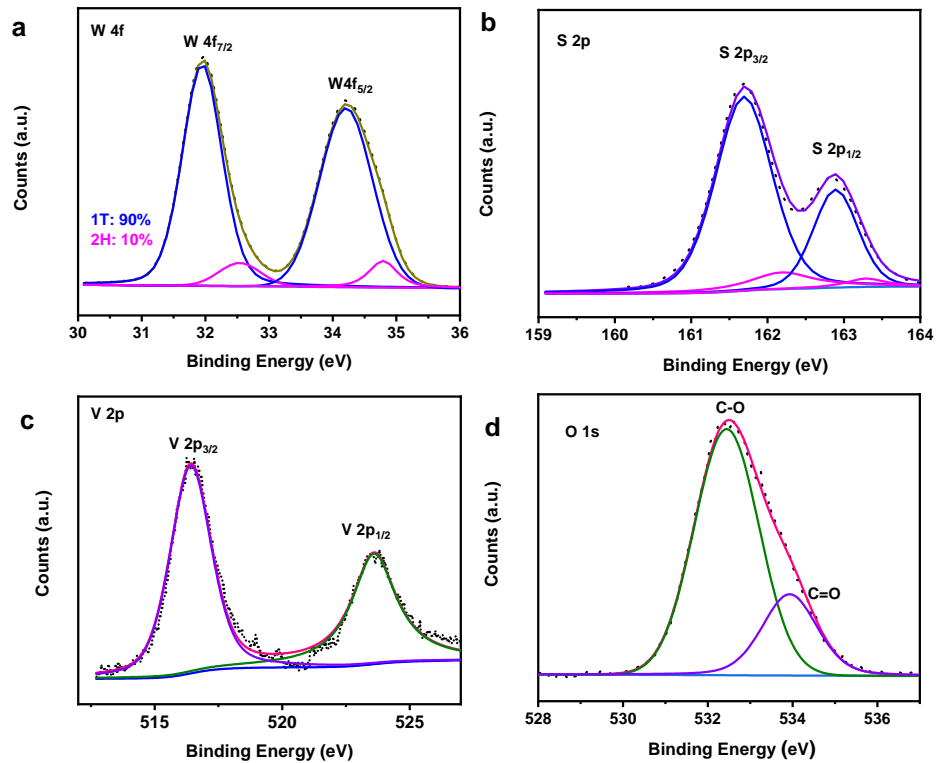 a
W 4f
W 4f7/2
W4f5/2
1T: 90%
2H: 10%
Counts (a.u.)
30 31 32 33 34 35 36
Binding Energy (eV)
b
S 2p
S 2p3/2
S 2p1/2
Counts (a.u.)
159 160 161 162 163 164
Binding Energy (eV)
c
V 2p
V 2p3/2
V 2p1/2
Counts (a.u.)
515 520 525
Binding Energy (eV)
d
O 1s
C-O
C=O
Counts (a.u.)
528 530 532 534 536
Binding Energy (eV)